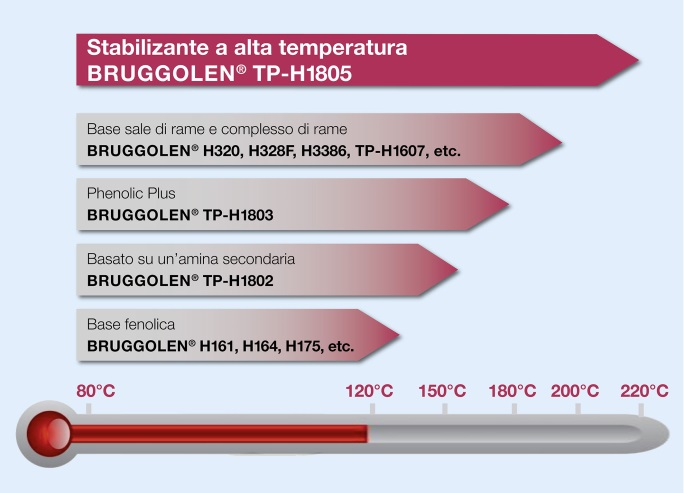 Stabilizante a alta temperatura
BRUGGOLEN® TP-H1805
Base sale di rame e complesso di rame
BRUGGOLEN® H320, H328F, H3386, TP-H1607, etc.
Phenolic Plus
BRUGGOLEN® TP-H1803
Basato su un'amina secondaria
BRUGGOLEN® TP-H1802
Base fenolica
BRUGGOLEN® H161, H164, H175, etc.
80°C 120°C 150°C 180°C 200°C 220°C